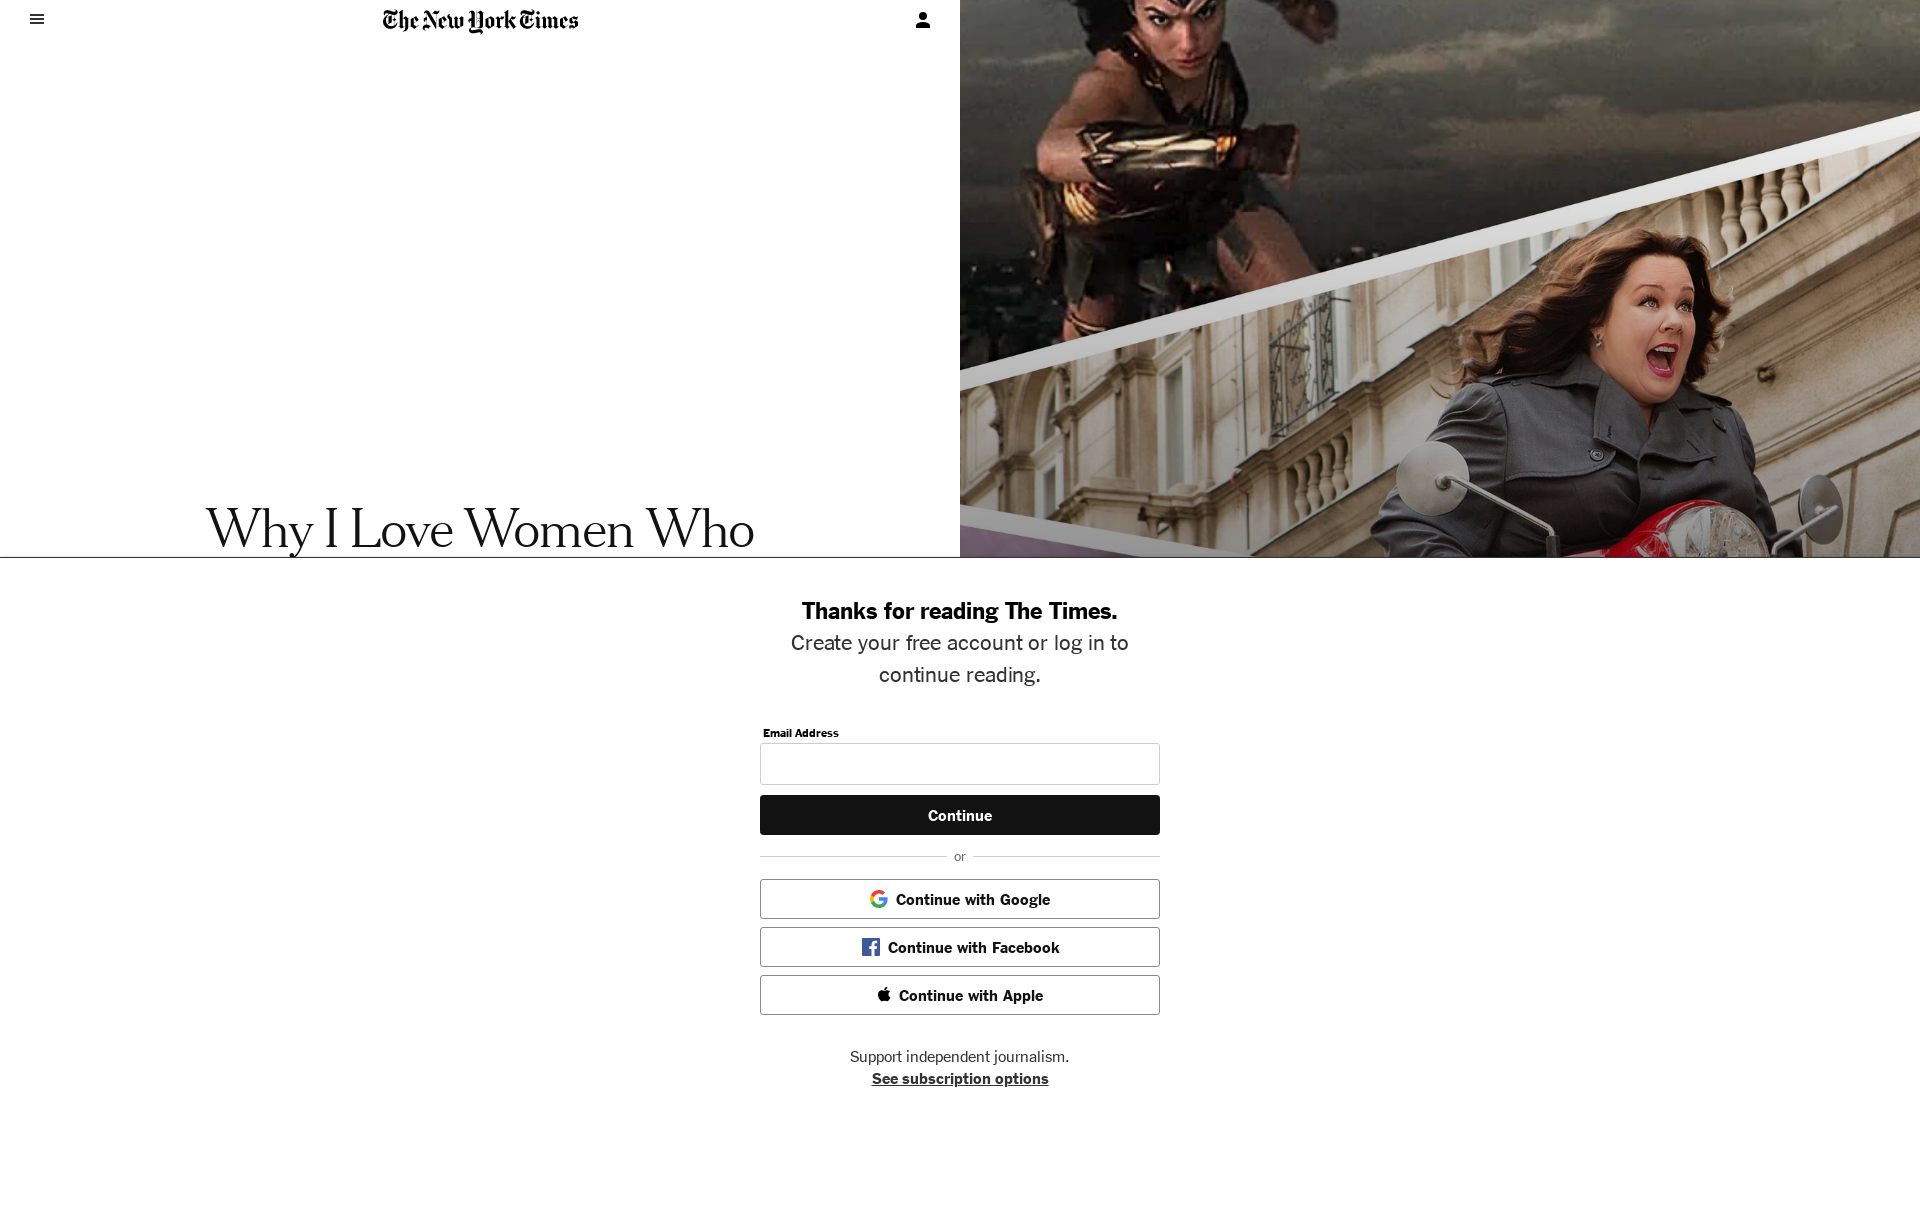 The New York Times
Why I Love Women Who
Thanks for reading The Times.
Create your free account or log in to
continue reading.
Email Address
Continue
or
Continue with Google
Continue with Facebook
Continue with Apple
Support independent journalism.
See subscription options